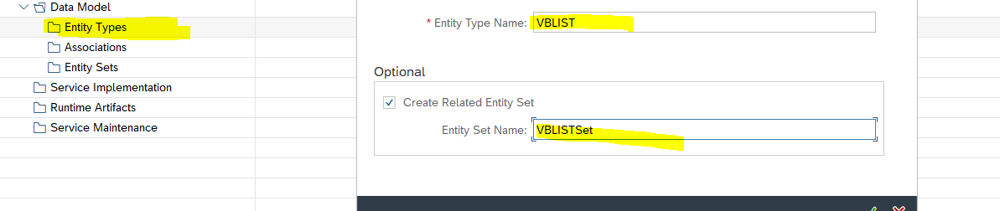 Data Model
Entity Types
Associations
Entity Sets
Service Implementation
Runtime Artifacts
Service Maintenance
* Entity Type Name: VBLIST
Optional
Create Related Entity Set
Entity Set Name: VBLISTSet